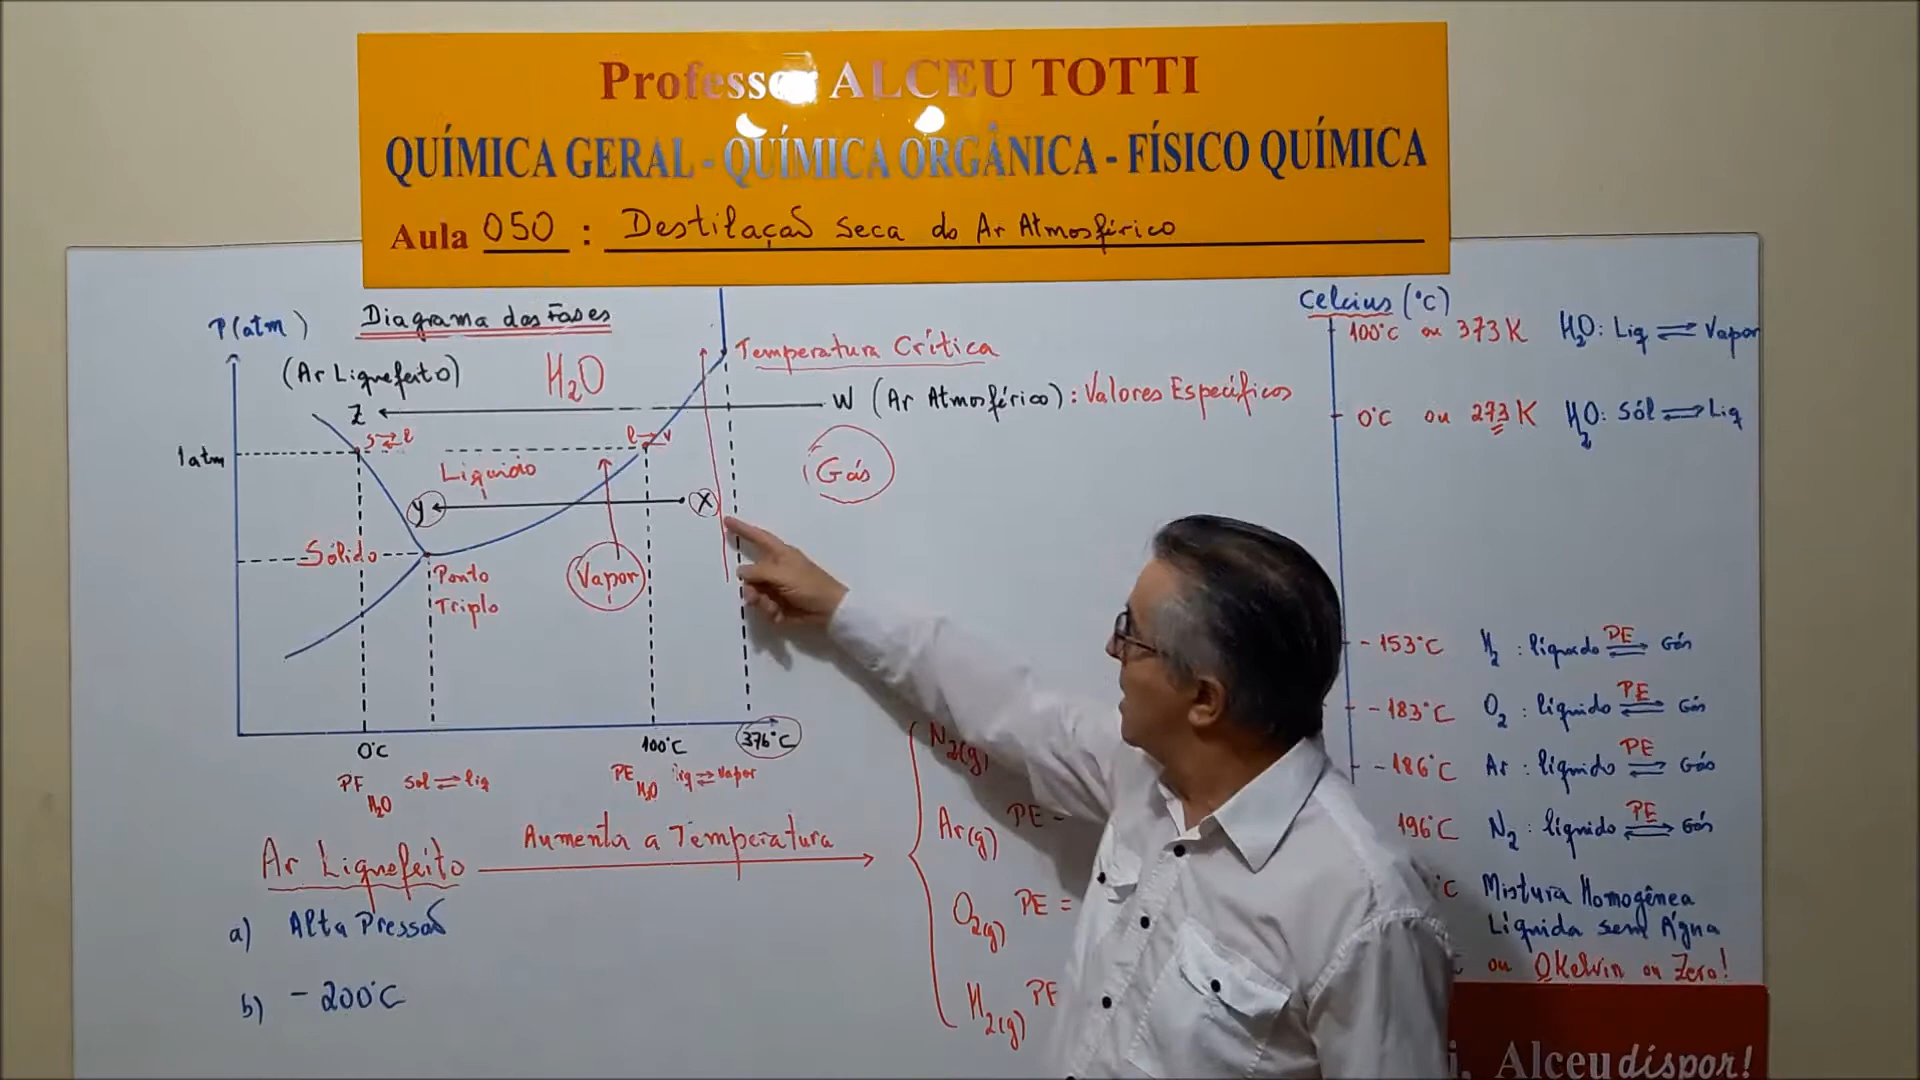 Professor ALCEU TOTTI
QUÍMICA GERAL - QUÍMICA ORGÂNICA - FÍSICO QUÍMICA
Aula 050 : Destilação Seca do Ar Atmosférico
P(atm)
Diagrama das Fases
(Ar Liquefeito)
H2O
Temperatura Crítica
Z
W (Ar Atmosférico) : Valores Específicos
s ⇄ l
l ⇄ v
1 atm
Líquido
Gás
y
X
Sólido
Ponto
Triplo
Vapor
0°C
100°C
376°C
PF H2O Sol ⇌ liq
PE H2O liq ⇌ vapor
Ar Liquefeito
Aumenta a Temperatura
a) Alta Pressão
b) - 200°C
N2(g)
Ar(g) PE -
O2(g) PE =
H2(g) PE
Celcius (°C)
100°C ou 373 K H2O: Liq ⇌ Vapor
0°C ou 273 K H2O: Sól ⇌ Liq
- 153°C H2 : líquido PE ⇌ Gás
- 183°C O2 : líquido PE ⇌ Gás
- 186°C Ar : líquido PE ⇌ Gás
196°C N2 : líquido PE ⇌ Gás
°C Mistura Homogênea
Líquida sem Água
ou 0Kelvin ou Zero!
i, Alceu dispor!